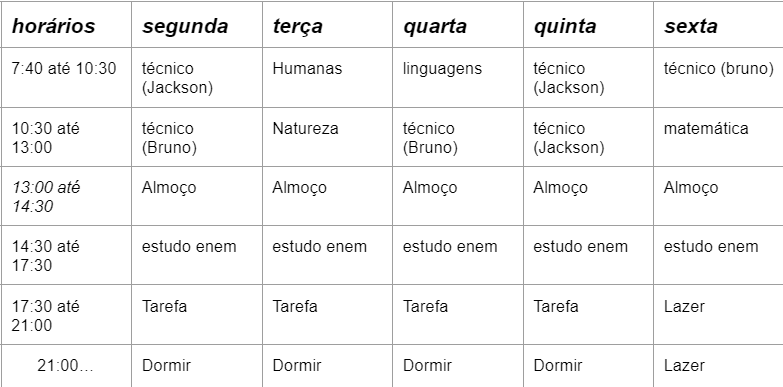 horários segunda terça quarta quinta sexta
7:40 até 10:30 técnico Humanas linguagens técnico técnico (bruno)
(Jackson) (Jackson)
10:30 até técnico Natureza técnico técnico matemática
13:00 (Bruno) (Bruno) (Jackson)
13:00 até Almoço Almoço Almoço Almoço Almoço
14:30
14:30 até estudo enem estudo enem estudo enem estudo enem estudo enem
17:30
17:30 até Tarefa Tarefa Tarefa Tarefa Lazer
21:00
21:00... Dormir Dormir Dormir Dormir Lazer